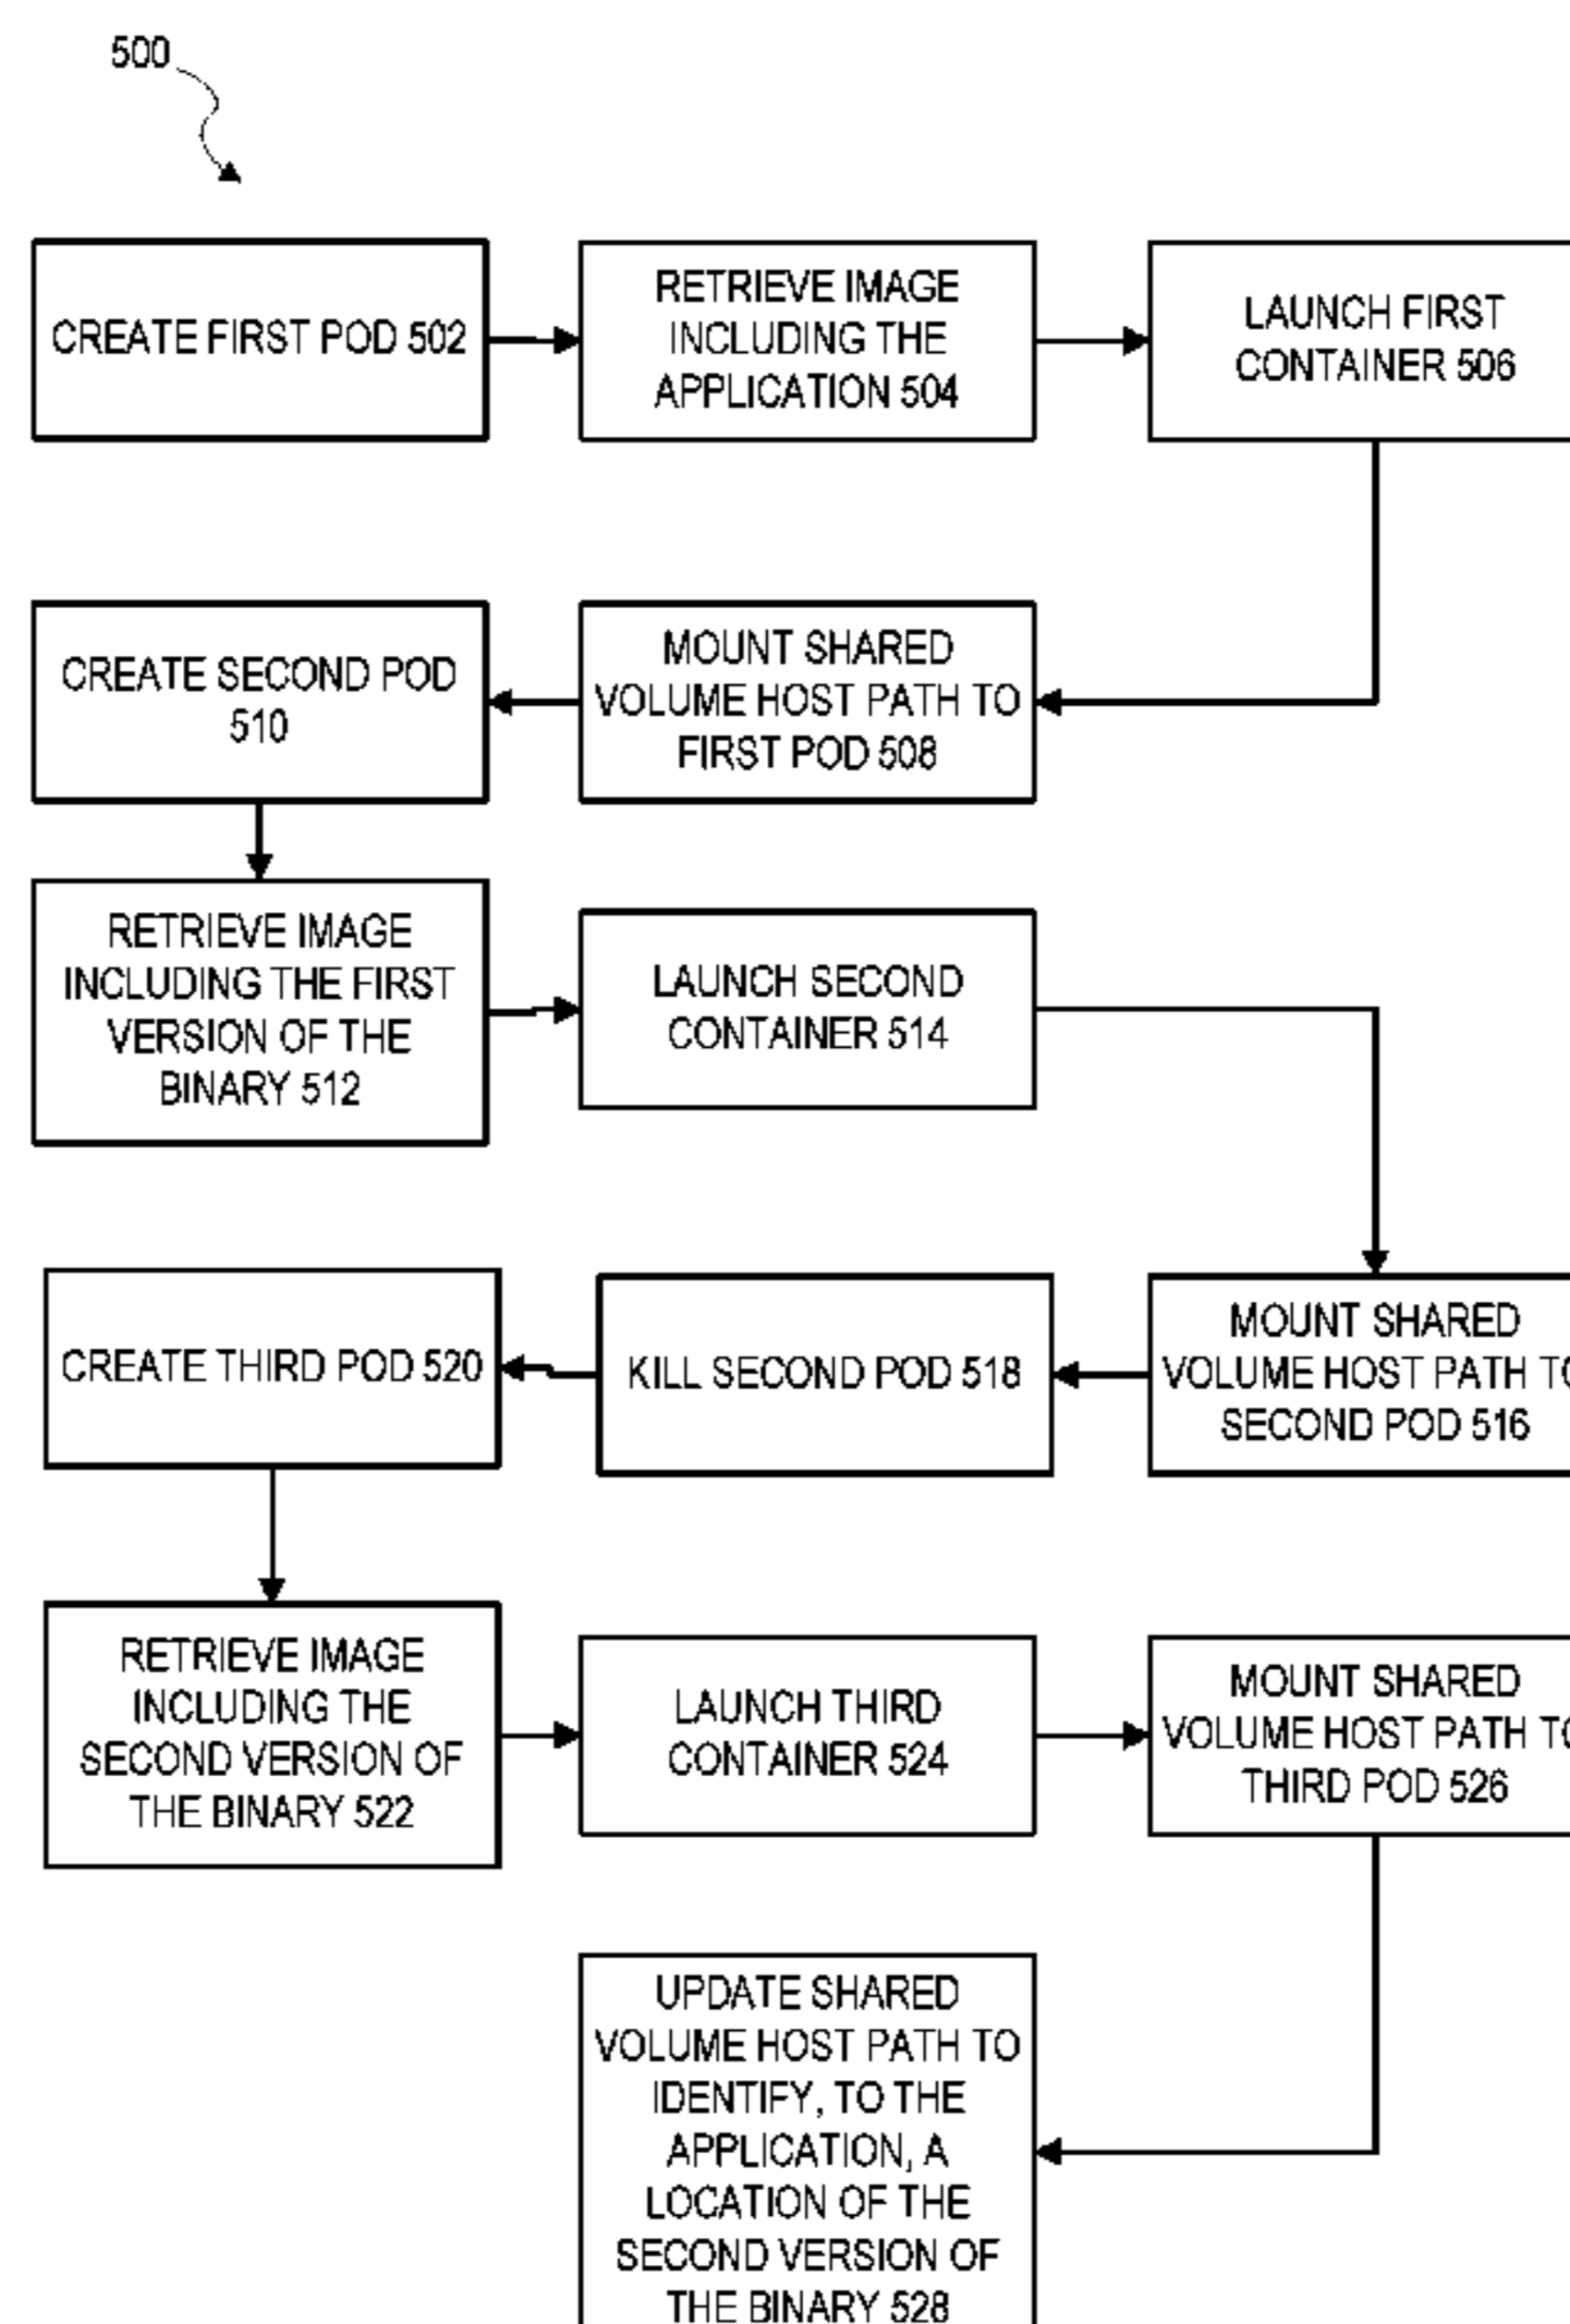 500
CREATE FIRST POD 502
RETRIEVE IMAGE
INCLUDING THE
APPLICATION 504
LAUNCH FIRST
CONTAINER 506
MOUNT SHARED
VOLUME HOST PATH TO
FIRST POD 508
CREATE SECOND POD
510
RETRIEVE IMAGE
INCLUDING THE FIRST
VERSION OF THE
BINARY 512
LAUNCH SECOND
CONTAINER 514
MOUNT SHARED
VOLUME HOST PATH TO
SECOND POD 516
KILL SECOND POD 518
CREATE THIRD POD 520
RETRIEVE IMAGE
INCLUDING THE
SECOND VERSION OF
THE BINARY 522
LAUNCH THIRD
CONTAINER 524
MOUNT SHARED
VOLUME HOST PATH TO
THIRD POD 526
UPDATE SHARED
VOLUME HOST PATH TO
IDENTIFY, TO THE
APPLICATION, A
LOCATION OF THE
SECOND VERSION OF
THE BINARY 528